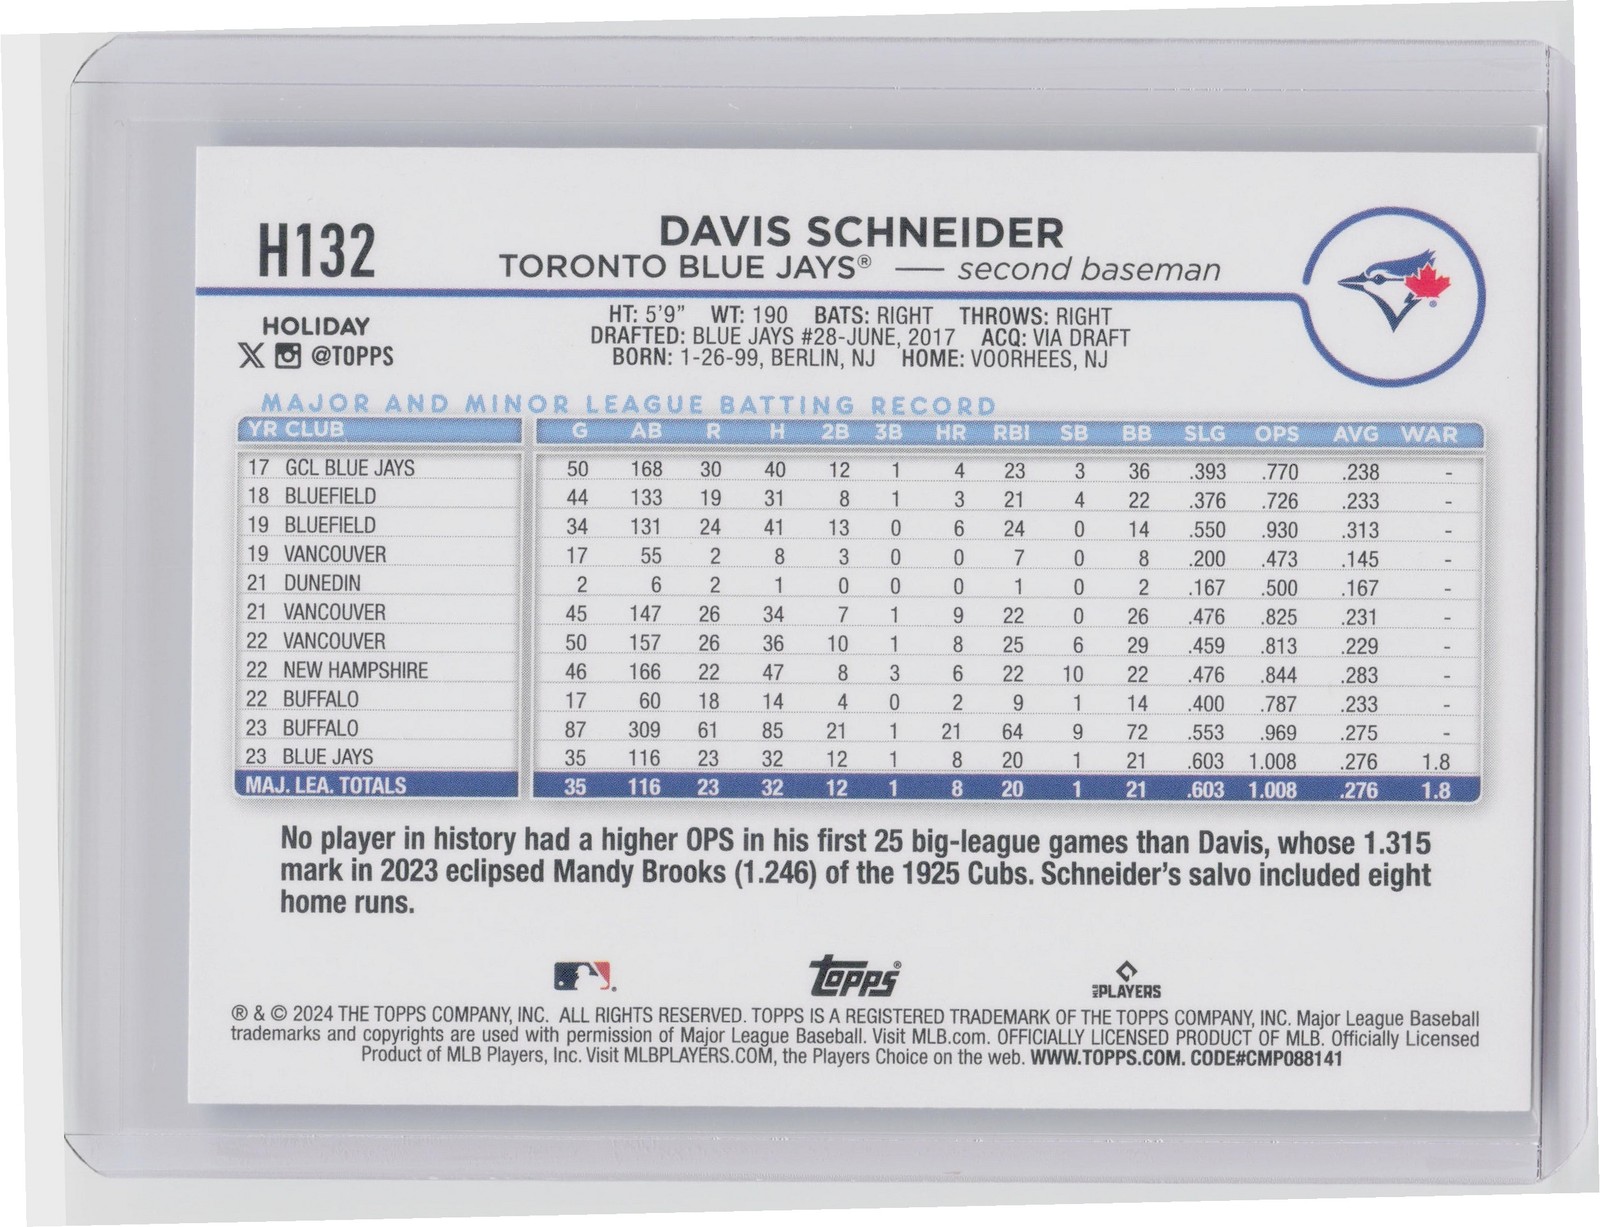 H132
DAVIS SCHNEIDER
TORONTO BLUE JAYS® — second baseman
HOLIDAY
@TOPPS
HT: 5'9" WT: 190 BATS: RIGHT THROWS: RIGHT
DRAFTED: BLUE JAYS #28-JUNE, 2017 ACQ: VIA DRAFT
BORN: 1-26-99, BERLIN, NJ HOME: VOORHEES, NJ
MAJOR AND MINOR LEAGUE BATTING RECORD
YR CLUB G AB R H 2B 3B HR RBI SB BB SLG OPS AVG WAR
17 GCL BLUE JAYS 50 168 30 40 12 1 4 23 3 36 .393 .770 .238 -
18 BLUEFIELD 44 133 19 31 8 1 3 21 4 22 .376 .726 .233 -
19 BLUEFIELD 34 131 24 41 13 0 6 24 0 14 .550 .930 .313 -
19 VANCOUVER 17 55 2 8 3 0 0 7 0 8 .200 .473 .145 -
21 DUNEDIN 2 6 2 1 0 0 0 1 0 2 .167 .500 .167 -
21 VANCOUVER 45 147 26 34 7 1 9 22 0 26 .476 .825 .231 -
22 VANCOUVER 50 157 26 36 10 1 8 25 6 29 .459 .813 .229 -
22 NEW HAMPSHIRE 46 166 22 47 8 3 6 22 10 22 .476 .844 .283 -
22 BUFFALO 17 60 18 14 4 0 2 9 1 14 .400 .787 .233 -
23 BUFFALO 87 309 61 85 21 1 21 64 9 72 .553 .969 .275 -
23 BLUE JAYS 35 116 23 32 12 1 8 20 1 21 .603 1.008 .276 1.8
MAJ. LEA. TOTALS 35 116 23 32 12 1 8 20 1 21 .603 1.008 .276 1.8
No player in history had a higher OPS in his first 25 big-league games than Davis, whose 1.315
mark in 2023 eclipsed Mandy Brooks (1.246) of the 1925 Cubs. Schneider's salvo included eight
home runs.
Topps® MLB PLAYERS
® & © 2024 THE TOPPS COMPANY, INC. ALL RIGHTS RESERVED. TOPPS IS A REGISTERED TRADEMARK OF THE TOPPS COMPANY, INC. Major League Baseball
trademarks and copyrights are used with permission of Major League Baseball. Visit MLB.com. OFFICIALLY LICENSED PRODUCT OF MLB. Officially Licensed
Product of MLB Players, Inc. Visit MLBPLAYERS.COM, the Players Choice on the web. WWW.TOPPS.COM. CODE#CMP088141